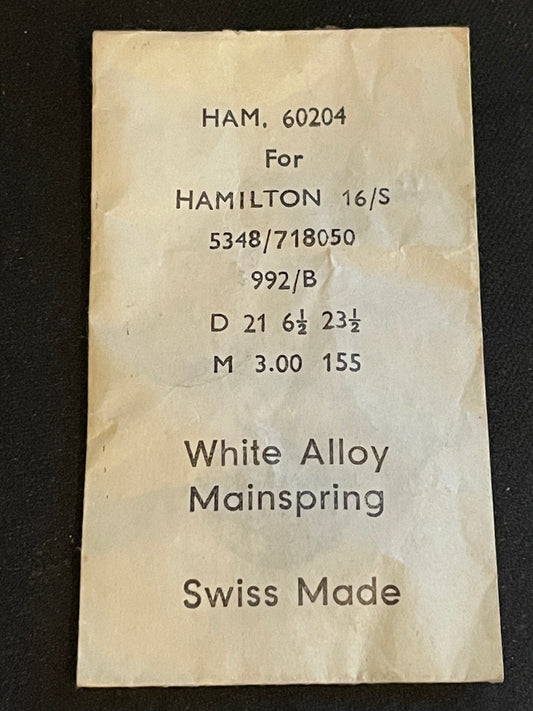 HAM. 60204
For
HAMILTON 16/S
5348/718050
992/B
D 21 6½ 23½
M 3.00 155
White Alloy
Mainspring
Swiss Made